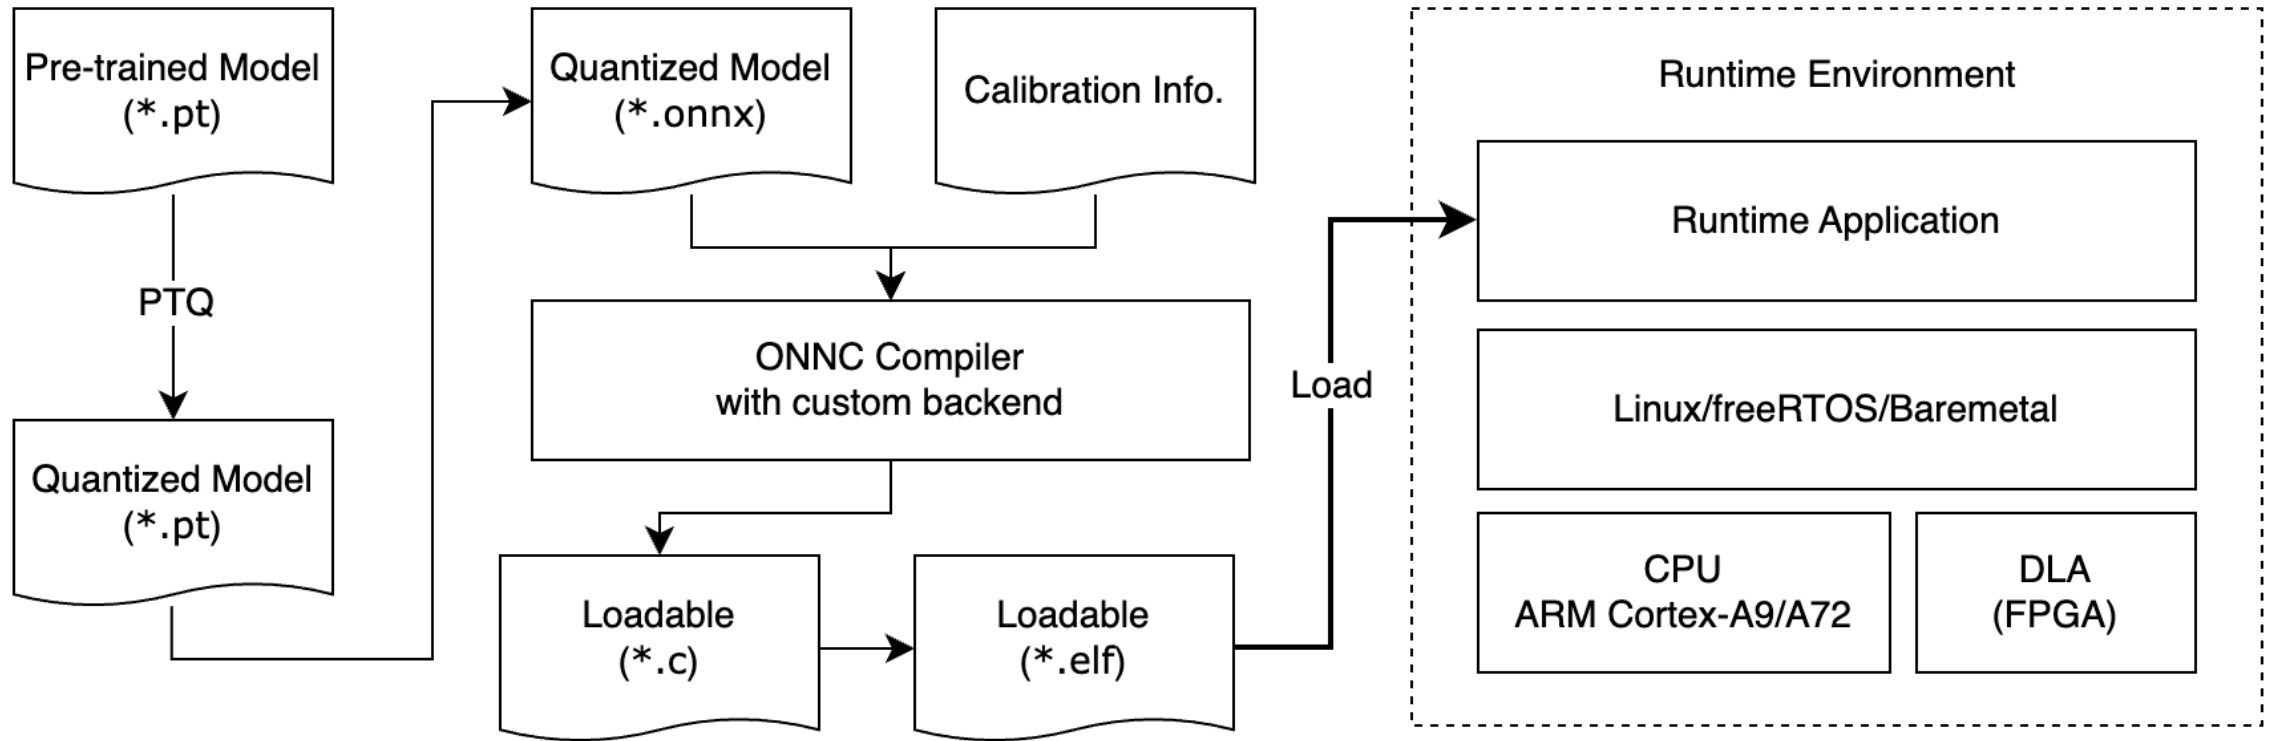 Pre-trained Model
(*.pt)
PTQ
Quantized Model
(*.pt)
Quantized Model
(*.onnx)
Calibration Info.
ONNC Compiler
with custom backend
Loadable
(*.c)
Loadable
(*.elf)
Load
Runtime Environment
Runtime Application
Linux/freeRTOS/Baremetal
CPU
ARM Cortex-A9/A72
DLA
(FPGA)